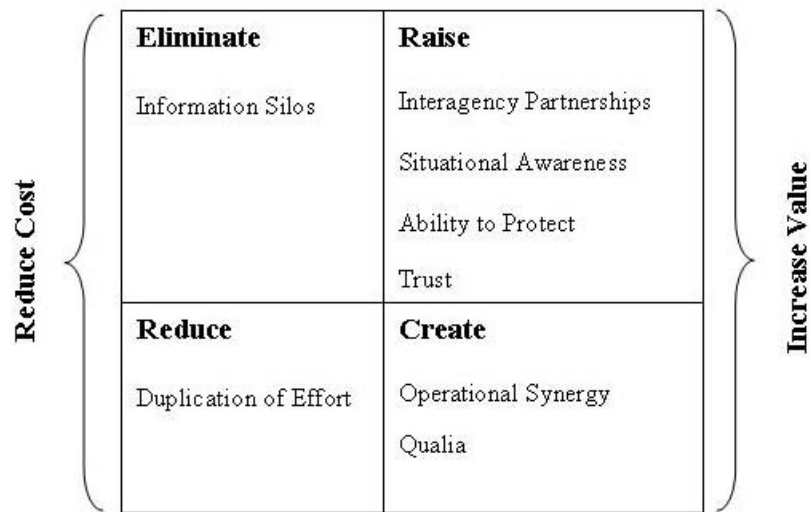 Reduce Cost
Eliminate
Information Silos
Raise
Interagency Partnerships
Situational Awareness
Ability to Protect
Trust
Reduce
Duplication of Effort
Create
Operational Synergy
Qualia
Increase Value